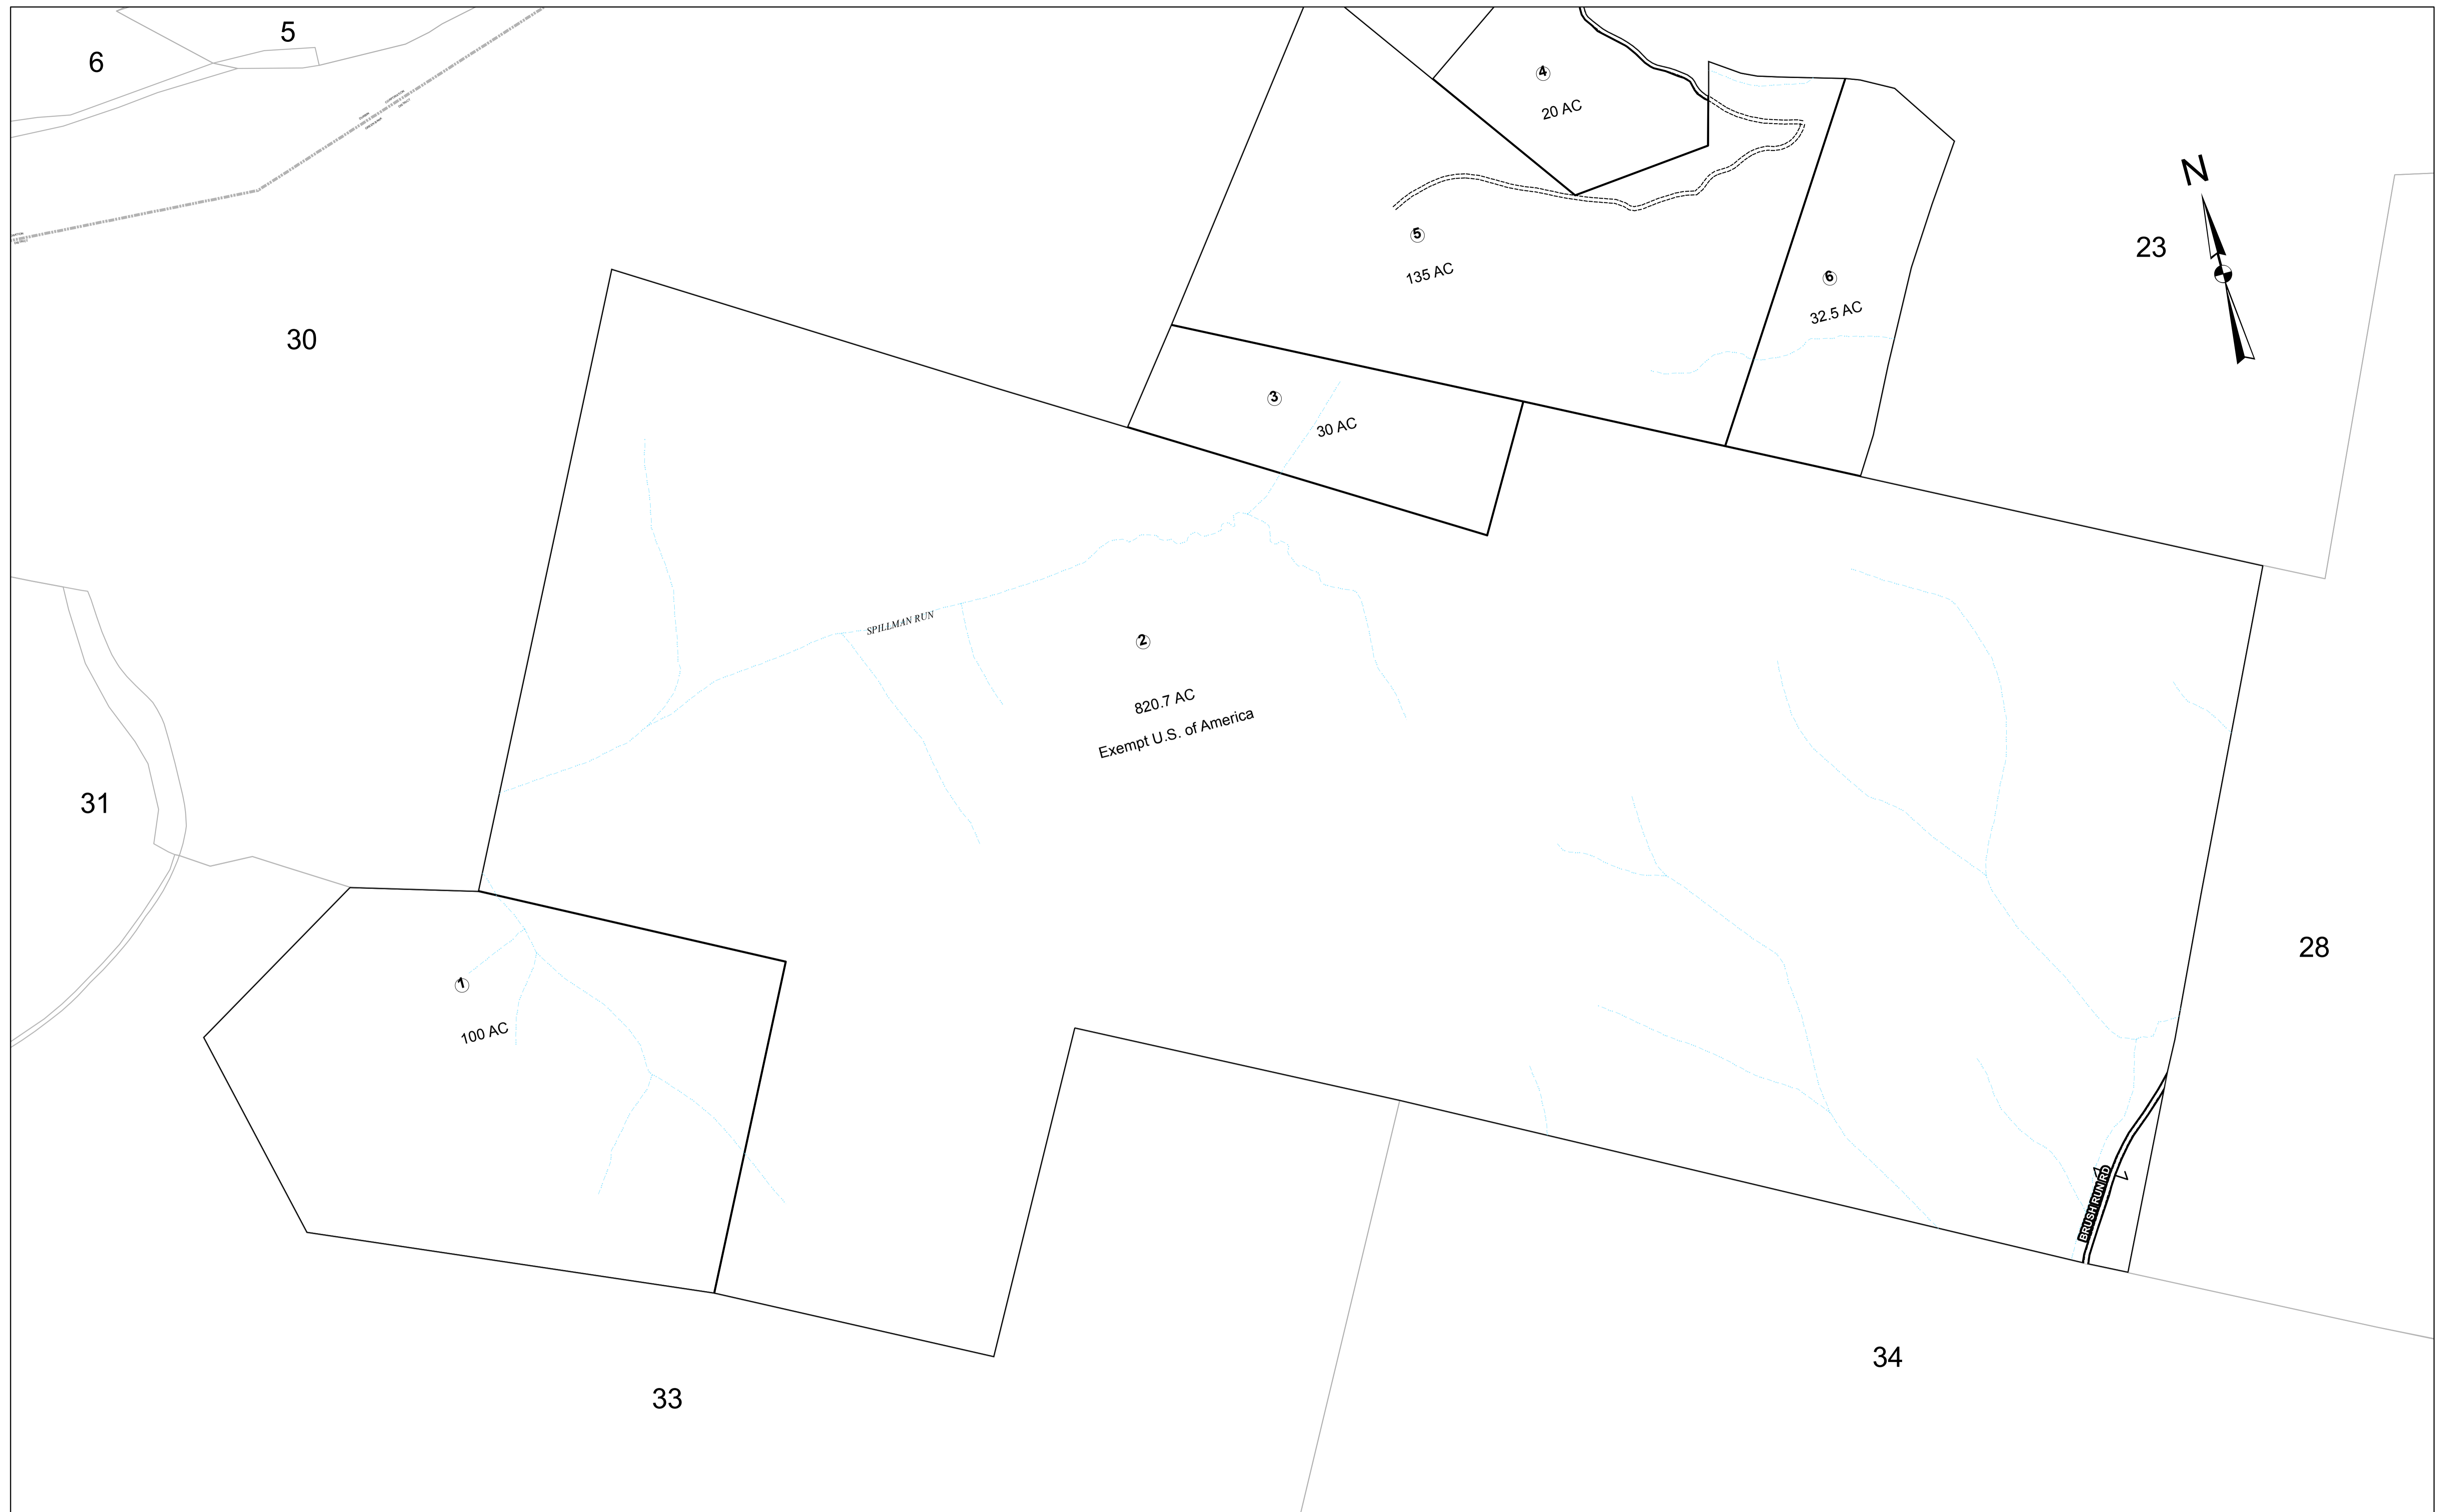 5
6
4
20 AC
N
5
135 AC
6
32.5 AC
23
30
3
30 AC
SPILLMAN RUN
2
820.7 AC
Exempt U.S. of America
31
28
1
100 AC
BRUSH RUN RD
34
33